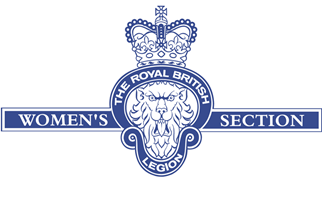 THE ROYAL BRITISH
WOMEN'S SECTION
LEGION